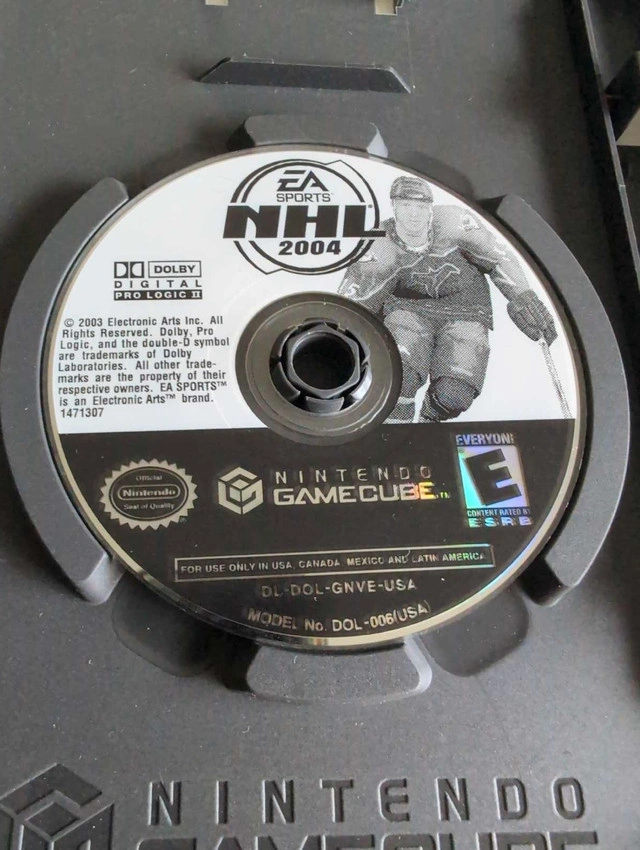 EA
SPORTS
NHL
2004
DOLBY
DIGITAL
PRO LOGIC II
© 2003 Electronic Arts Inc. All
Rights Reserved. Dolby, Pro
Logic, and the double-D symbol
are trademarks of Dolby
Laboratories. All other trade-
marks are the property of their
respective owners. EA SPORTS™
is an Electronic Arts™ brand.
1471307
EVERYONE
E
CONTENT RATED BY
ESRB
Official
Nintendo
Seal of Quality
NINTENDO
GAMECUBE™
FOR USE ONLY IN USA, CANADA, MEXICO AND LATIN AMERICA
DL-DOL-GNVE-USA
MODEL No. DOL-006(USA)
NINTENDO
GAMECUBE